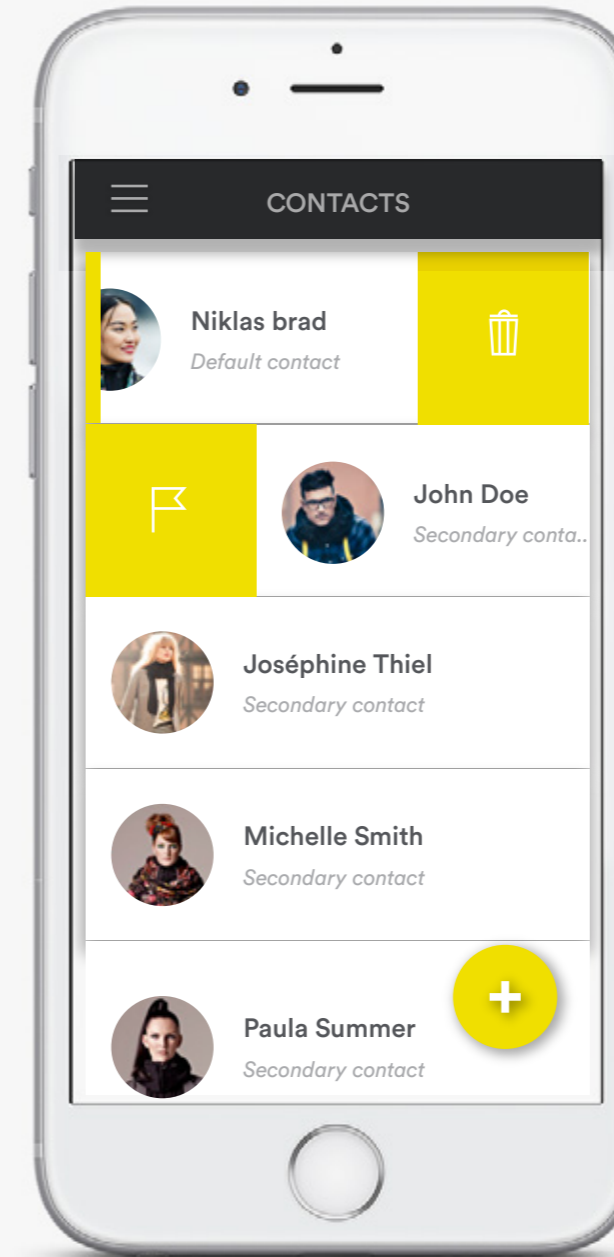 CONTACTS
Niklas brad
Default contact
John Doe
Secondary conta..
Joséphine Thiel
Secondary contact
Michelle Smith
Secondary contact
Paula Summer
Secondary contact